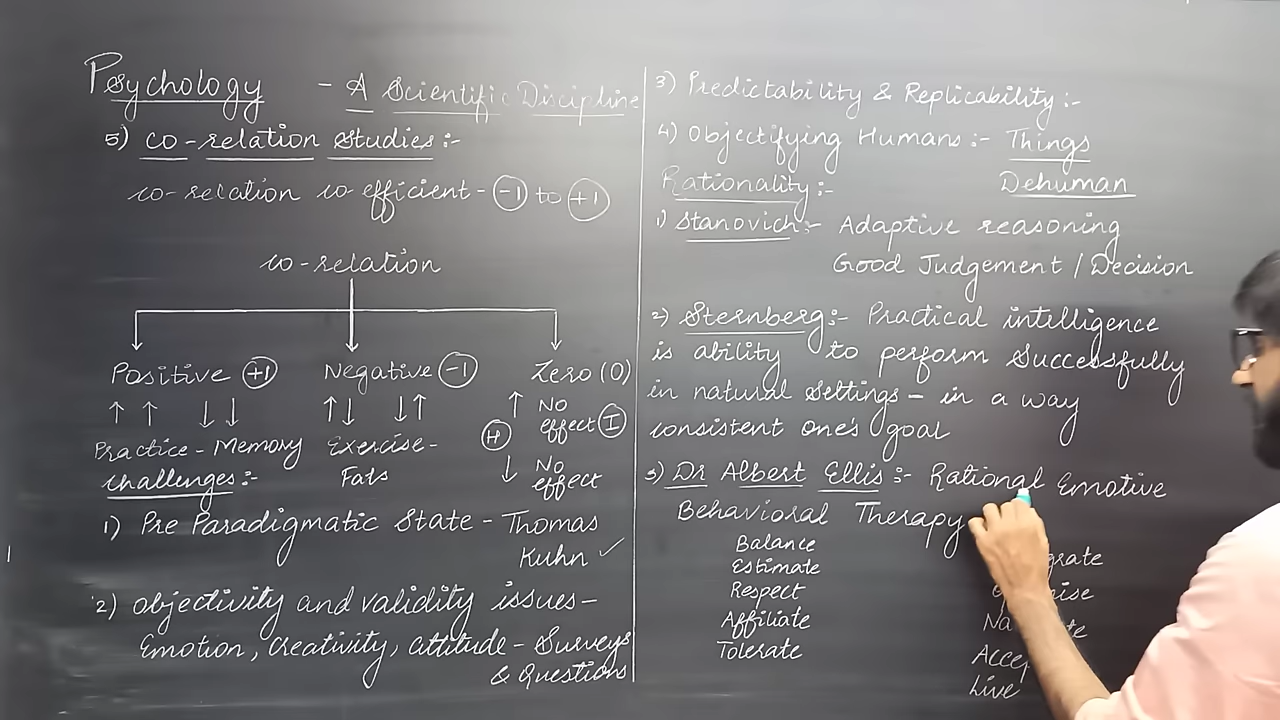 Psychology - A Scientific Discipline
5) Co-relation Studies :-
co-relation co efficient - (-1) to (+1)
co-relation
Positive (+1) Negative (-1) Zero (0)
↑ ↑ ↓ ↓ ↑↓ ↓↑ ↑ No effect (I)
Practice - Memory Exercise - Fats (H) ↓ No effect
Challenges :-
1) Pre Paradigmatic State - Thomas
Kuhn ✓
2) Objectivity and validity issues -
Emotion, Creativity, attitude - Surveys
& Questions
3) Predictability & Replicability :-
4) Objectifying Humans :- Things
Dehuman
Rationality :-
1) Stanovich :- Adaptive reasoning
Good Judgement / Decision
2) Sternberg :- Practical intelligence
is ability to perform Successfully
in natural Settings - in a way
consistent one's goal
3) Dr Albert Ellis :- Rational Emotive
Behavioral Therapy
Balance
Estimate
Respect
Affiliate
Tolerate
Live